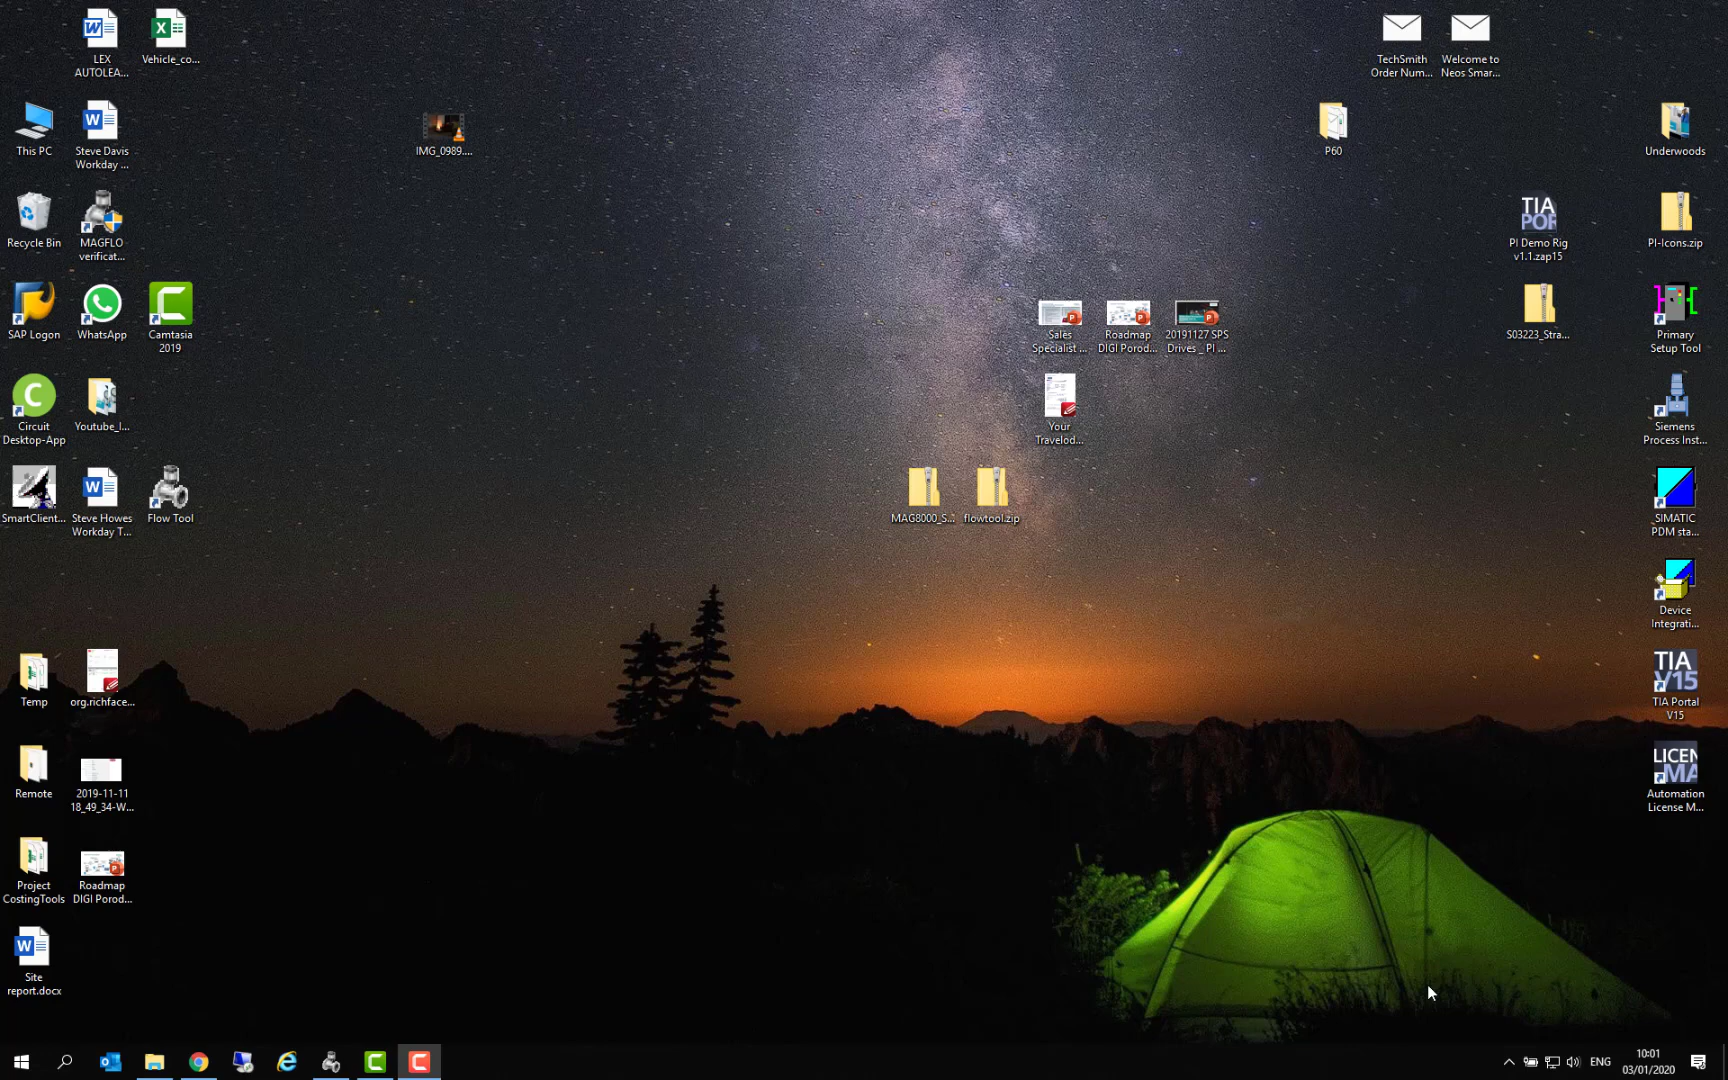 LEX
AUTOLEA...
Vehicle_co...
TechSmith
Order Num...
Welcome to
Neos Smar...
This PC
Steve Davis
Workday ...
IMG_0989....
P60
Underwoods
Recycle Bin
MAGFLO
verificat...
TIA
POR
PI Demo Rig
v1.1.zap15
PI-Icons.zip
SAP Logon
WhatsApp
Camtasia
2019
Sales
Specialist ...
Roadmap
DIGI Porod...
20191127 SPS
Drives _ PI ...
S03223_Stra...
Primary
Setup Tool
Circuit
Desktop-App
Youtube_I...
Your
Travelod...
Siemens
Process Inst...
SmartClient...
Steve Howes
Workday T...
Flow Tool
MAG8000_S...
flowtool.zip
SIMATIC
PDM sta...
Device
Integrati...
Temp
org.richface...
TIA
V15
TIA Portal
V15
Remote
2019-11-11
18_49_34-W...
LICEN
MA
Automation
License M...
Project
CostingTools
Roadmap
DIGI Porod...
Site
report.docx
ENG
10:01
03/01/2020